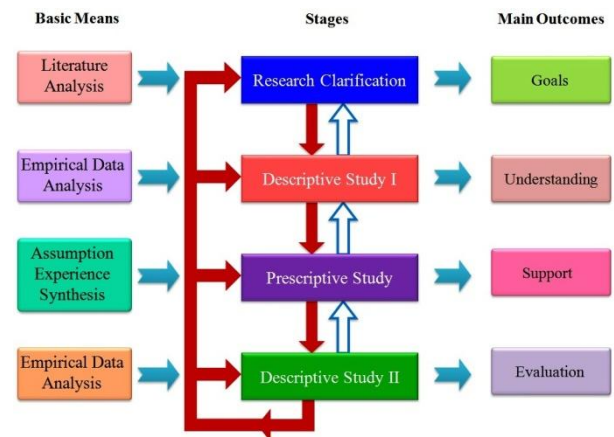 Basic Means
Stages
Main Outcomes
Literature
Analysis
Research Clarification
Goals
Empirical Data
Analysis
Descriptive Study I
Understanding
Assumption
Experience
Synthesis
Prescriptive Study
Support
Empirical Data
Analysis
Descriptive Study II
Evaluation